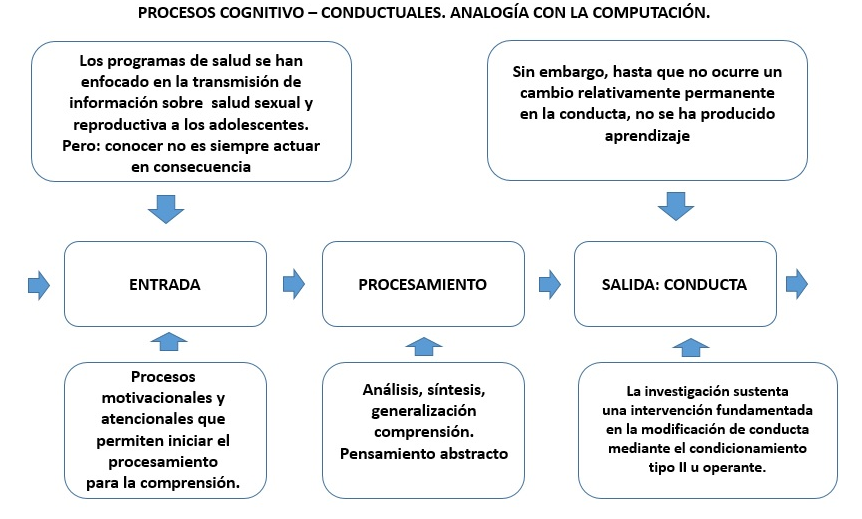 PROCESOS COGNITIVO – CONDUCTUALES. ANALOGÍA CON LA COMPUTACIÓN.
Los programas de salud se han
enfocado en la transmisión de
información sobre salud sexual y
reproductiva a los adolescentes.
Pero: conocer no es siempre actuar
en consecuencia
Sin embargo, hasta que no ocurre un
cambio relativamente permanente
en la conducta, no se ha producido
aprendizaje
ENTRADA
PROCESAMIENTO
SALIDA: CONDUCTA
Procesos
motivacionales y
atencionales que
permiten iniciar el
procesamiento
para la comprensión.
Análisis, síntesis,
generalización
comprensión.
Pensamiento abstracto
La investigación sustenta
una intervención fundamentada
en la modificación de conducta
mediante el condicionamiento
tipo II u operante.